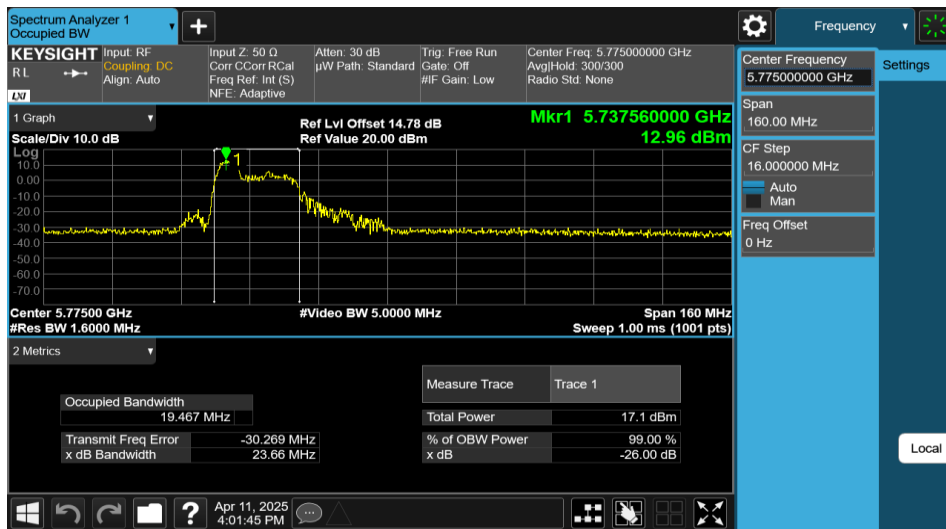 Spectrum Analyzer 1
Occupied BW
Frequency
KEYSIGHT
R L
LXI
Input: RF
Coupling: DC
Align: Auto
Input Z: 50 Ω
Corr CCorr RCal
Freq Ref: Int (S)
NFE: Adaptive
Atten: 30 dB
µW Path: Standard
Trig: Free Run
Gate: Off
#IF Gain: Low
Center Freq: 5.775000000 GHz
Avg|Hold: 300/300
Radio Std: None
Center Frequency
5.775000000 GHz
Settings
Span
160.00 MHz
CF Step
16.000000 MHz
Auto
Man
Freq Offset
0 Hz
Local
1 Graph
Scale/Div 10.0 dB
Ref Lvl Offset 14.78 dB
Ref Value 20.00 dBm
Mkr1 5.737560000 GHz
12.96 dBm
Log
10.0
0.00
-10.0
-20.0
-30.0
-40.0
-50.0
-60.0
-70.0
1
Center 5.77500 GHz
#Res BW 1.6000 MHz
#Video BW 5.0000 MHz
Span 160 MHz
Sweep 1.00 ms (1001 pts)
2 Metrics
Measure Trace Trace 1
Occupied Bandwidth
19.467 MHz
Total Power 17.1 dBm
Transmit Freq Error -30.269 MHz
% of OBW Power 99.00 %
x dB Bandwidth 23.66 MHz
x dB -26.00 dB
Apr 11, 2025
4:01:45 PM